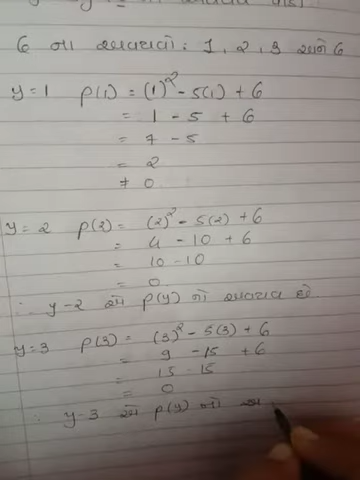 6 ના અવયવો : 1, 2, 3 અને 6
y = 1 p(1) = (1)² - 5(1) + 6
= 1 - 5 + 6
= 7 - 5
= 2
≠ 0
y = 2 p(2) = (2)² - 5(2) + 6
= 4 - 10 + 6
= 10 - 10
= 0
∴ y-2 એ p(y) નો અવયવ છે
y = 3 p(3) = (3)² - 5(3) + 6
= 9 - 15 + 6
= 15 - 15
= 0
∴ y-3 એ p(y) નો અ